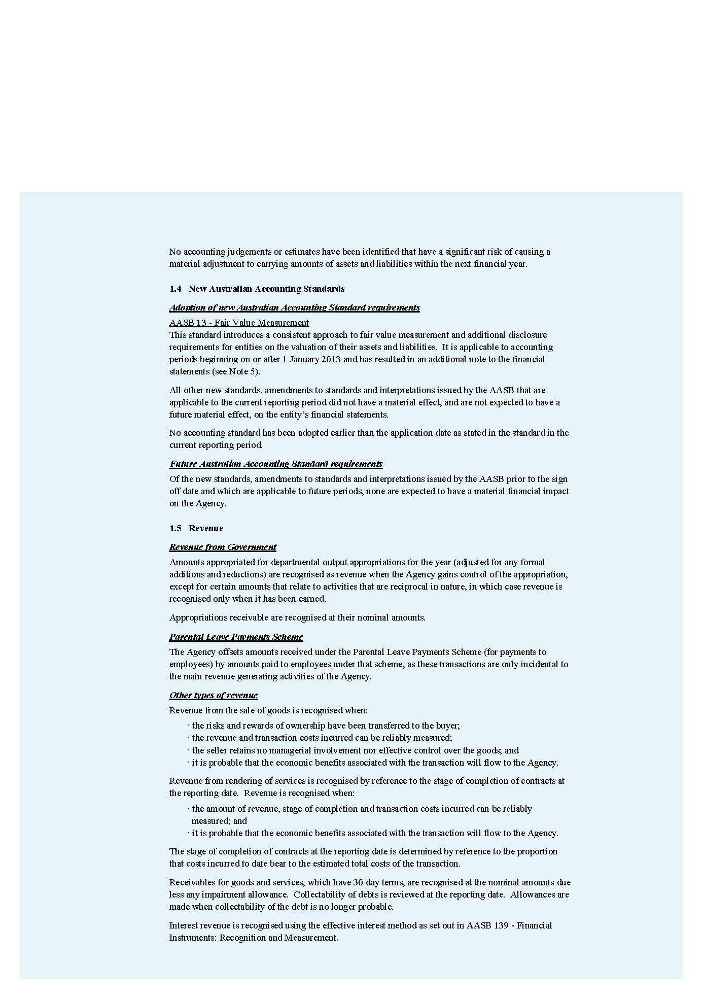 No accounting judgements or estimates have been identified that have a significant risk of causing a
material adjustment to carrying amounts of assets and liabilities within the next financial year.
1.4 New Australian Accounting Standards
Adoption of new Australian Accounting Standard requirements
AASB 13 - Fair Value Measurement
This standard introduces a consistent approach to fair value measurement and additional disclosure
requirements for entities on the valuation of their assets and liabilities. It is applicable to accounting
periods beginning on or after 1 January 2013 and has resulted in an additional note to the financial
statements (see Note 5).
All other new standards, amendments to standards and interpretations issued by the AASB that are
applicable to the current reporting period did not have a material effect, and are not expected to have a
future material effect, on the entity’s financial statements.
No accounting standard has been adopted earlier than the application date as stated in the standard in the
current reporting period.
Future Australian Accounting Standard requirements
Of the new standards, amendments to standards and interpretations issued by the AASB prior to the sign
off date and which are applicable to future periods, none are expected to have a material financial impact
on the Agency.
1.5 Revenue
Revenue from Government
Amounts appropriated for departmental output appropriations for the year (adjusted for any formal
additions and reductions) are recognised as revenue when the Agency gains control of the appropriation,
except for certain amounts that relate to activities that are reciprocal in nature, in which case revenue is
recognised only when it has been earned.
Appropriations receivable are recognised at their nominal amounts.
Parental Leave Payments Scheme
The Agency offsets amounts received under the Parental Leave Payments Scheme (for payments to
employees) by amounts paid to employees under that scheme, as these transactions are only incidental to
the main revenue generating activities of the Agency.
Other types of revenue
Revenue from the sale of goods is recognised when:
· the risks and rewards of ownership have been transferred to the buyer;
· the revenue and transaction costs incurred can be reliably measured;
· the seller retains no managerial involvement nor effective control over the goods; and
· it is probable that the economic benefits associated with the transaction will flow to the Agency.
Revenue from rendering of services is recognised by reference to the stage of completion of contracts at
the reporting date. Revenue is recognised when:
· the amount of revenue, stage of completion and transaction costs incurred can be reliably
measured; and
· it is probable that the economic benefits associated with the transaction will flow to the Agency.
The stage of completion of contracts at the reporting date is determined by reference to the proportion
that costs incurred to date bear to the estimated total costs of the transaction.
Receivables for goods and services, which have 30 day terms, are recognised at the nominal amounts due
less any impairment allowance. Collectability of debts is reviewed at the reporting date. Allowances are
made when collectability of the debt is no longer probable.
Interest revenue is recognised using the effective interest method as set out in AASB 139 - Financial
Instruments: Recognition and Measurement.